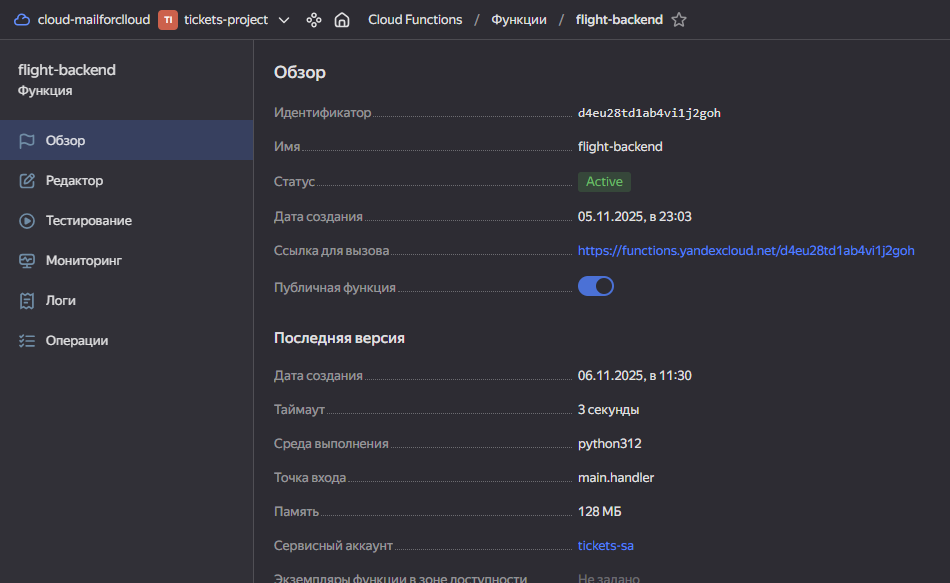 cloud-mailforclloud TI tickets-project Cloud Functions / Функции / flight-backend
flight-backend
Функция
Обзор
Редактор
Тестирование
Мониторинг
Логи
Операции
Обзор
Идентификатор d4eu28td1ab4vi1j2goh
Имя flight-backend
Статус Active
Дата создания 05.11.2025, в 23:03
Ссылка для вызова https://functions.yandexcloud.net/d4eu28td1ab4vi1j2goh
Публичная функция
Последняя версия
Дата создания 06.11.2025, в 11:30
Таймаут 3 секунды
Среда выполнения python312
Точка входа main.handler
Память 128 МБ
Сервисный аккаунт tickets-sa
Экземпляры функции в зоне доступности Не задано